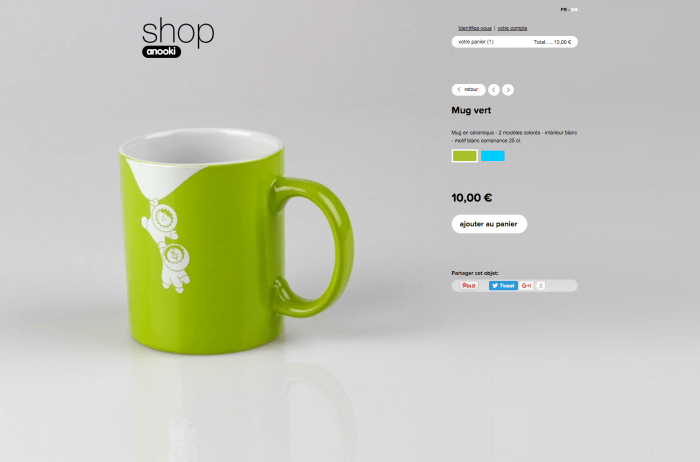 shop
anooki
FR - EN
identifiez-vous | votre compte
votre panier (1) Total.....10,00 €
retour
Mug vert
Mug en céramique - 2 modèles colorés - intérieur blanc
- motif blanc contenance 25 cl.
10,00 €
ajouter au panier
Partager cet objet:
Pinit Tweet G+1 2